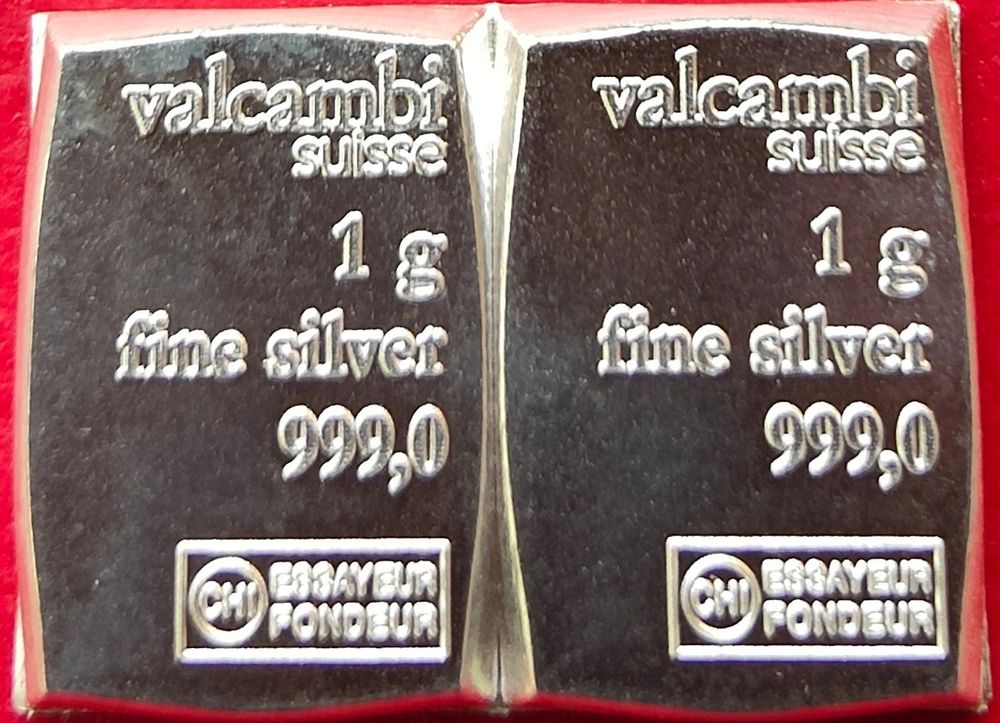 valcambi
suisse
1 g
fine silver
999,0
CHI
ESSAYEUR
FONDEUR
valcambi
suisse
1 g
fine silver
999,0
CHI
ESSAYEUR
FONDEUR